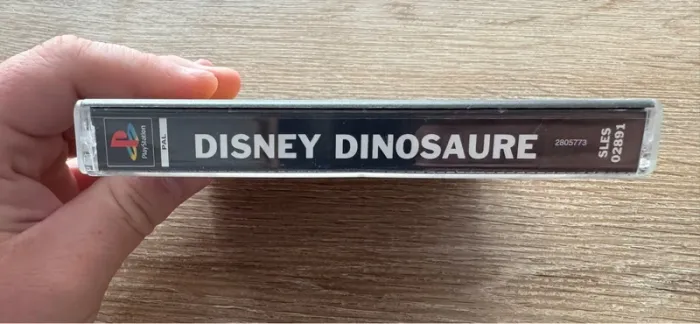 PlayStation
PAL
DISNEY DINOSAURE
2805773
SLES
02891